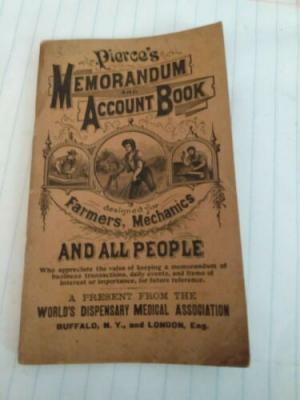 Pierce's
MEMORANDUM
AND
ACCOUNT BOOK
designed for
Farmers, Mechanics
AND ALL PEOPLE
Who appreciate the value of keeping a memorandum of
business transactions, daily events, and items of
interest or importance, for future reference.
A PRESENT FROM THE
WORLD'S DISPENSARY MEDICAL ASSOCIATION
BUFFALO, N. Y., and LONDON, Eng.